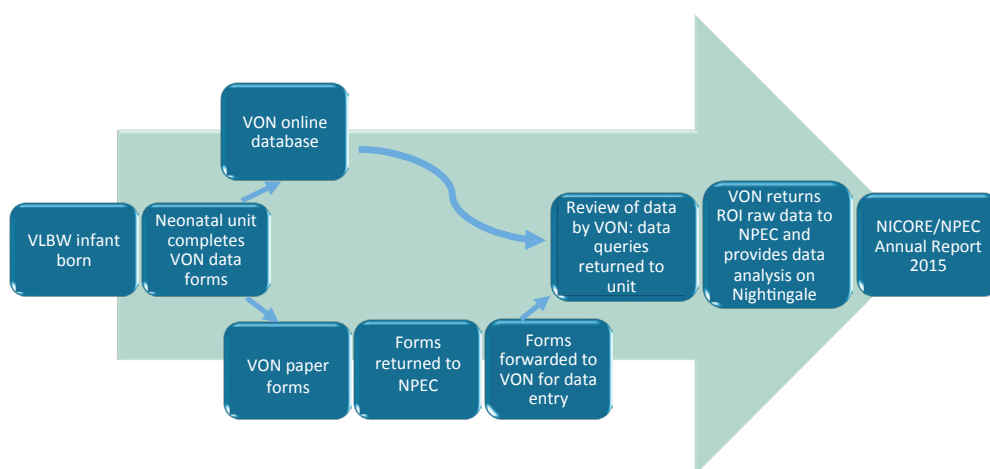 VLBW infant
born
Neonatal unit
completes
VON data
forms
VON online
database
VON paper
forms
Forms
returned to
NPEC
Forms
forwarded to
VON for data
entry
Review of data
by VON: data
queries
returned to
unit
VON returns
ROI raw data to
NPEC and
provides data
analysis on
Nightingale
NICORE/NPEC
Annual Report
2015